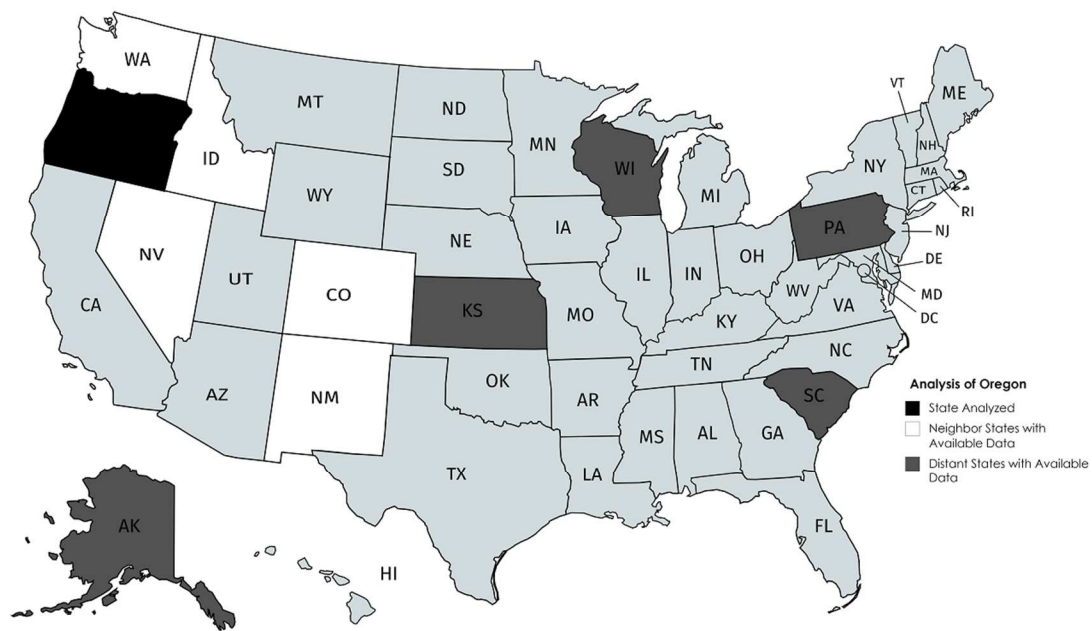 WA
MT
ND
MN
VT
ME
ID
SD
WI
NH
NY
WY
MI
MA
CT
RI
NE
IA
PA
NJ
NV
OH
DE
UT
CO
IL
IN
WV
MD
CA
KS
MO
VA
DC
KY
NC
TN
AZ
NM
OK
AR
SC
MS
AL
GA
TX
LA
FL
AK
HI
Analysis of Oregon
State Analyzed
Neighbor States with
Available Data
Distant States with Available
Data